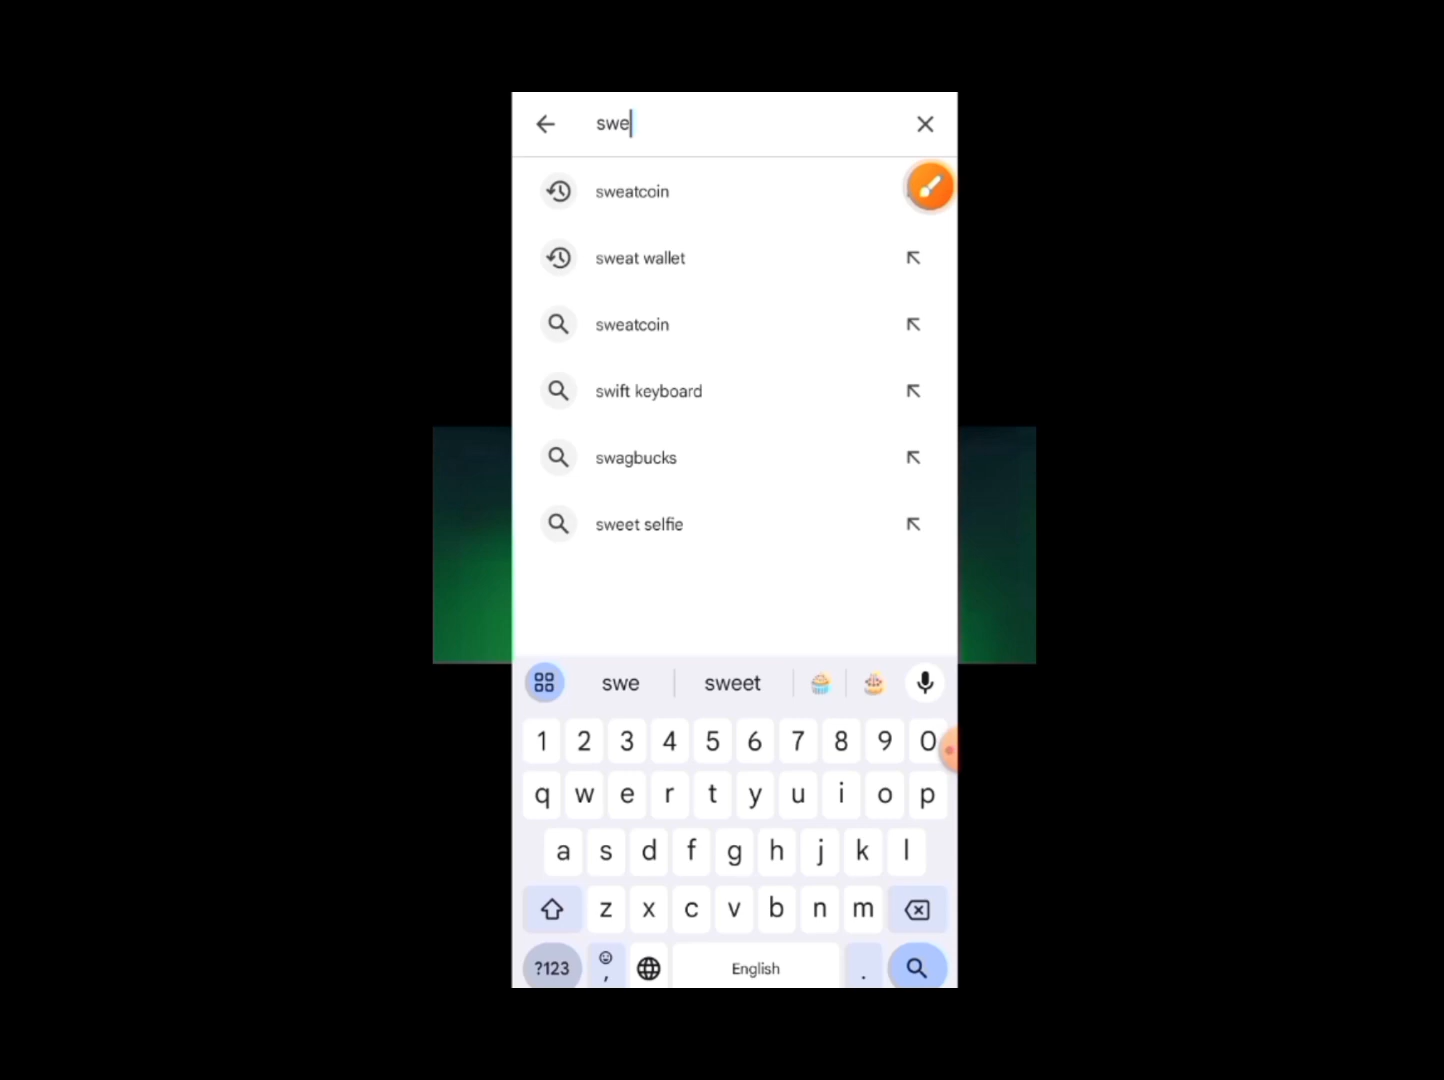 swe
sweatcoin
sweat wallet
sweatcoin
swift keyboard
swagbucks
sweet selfie
swe sweet
1 2 3 4 5 6 7 8 9 0
q w e r t y u i o p
a s d f g h j k l
z x c v b n m
?123 , English .